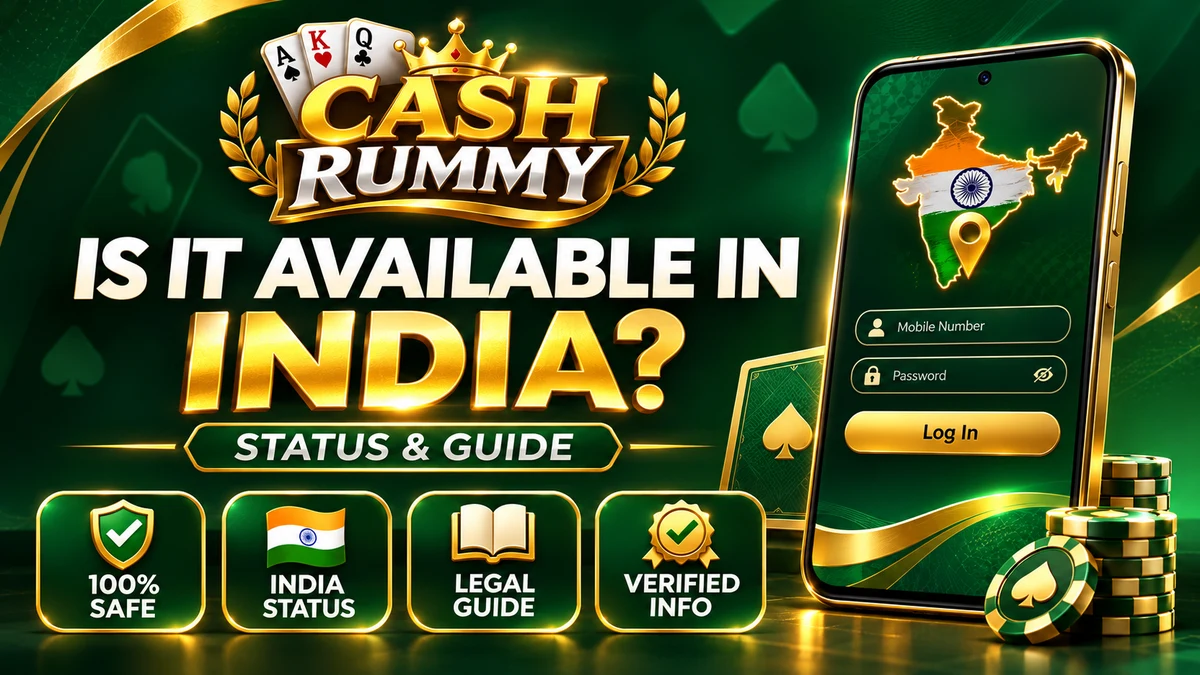 A K Q
CASH
RUMMY
IS IT AVAILABLE IN
INDIA?
STATUS & GUIDE
100%
SAFE
INDIA
STATUS
LEGAL
GUIDE
VERIFIED
INFO
Mobile Number
Password
Log In